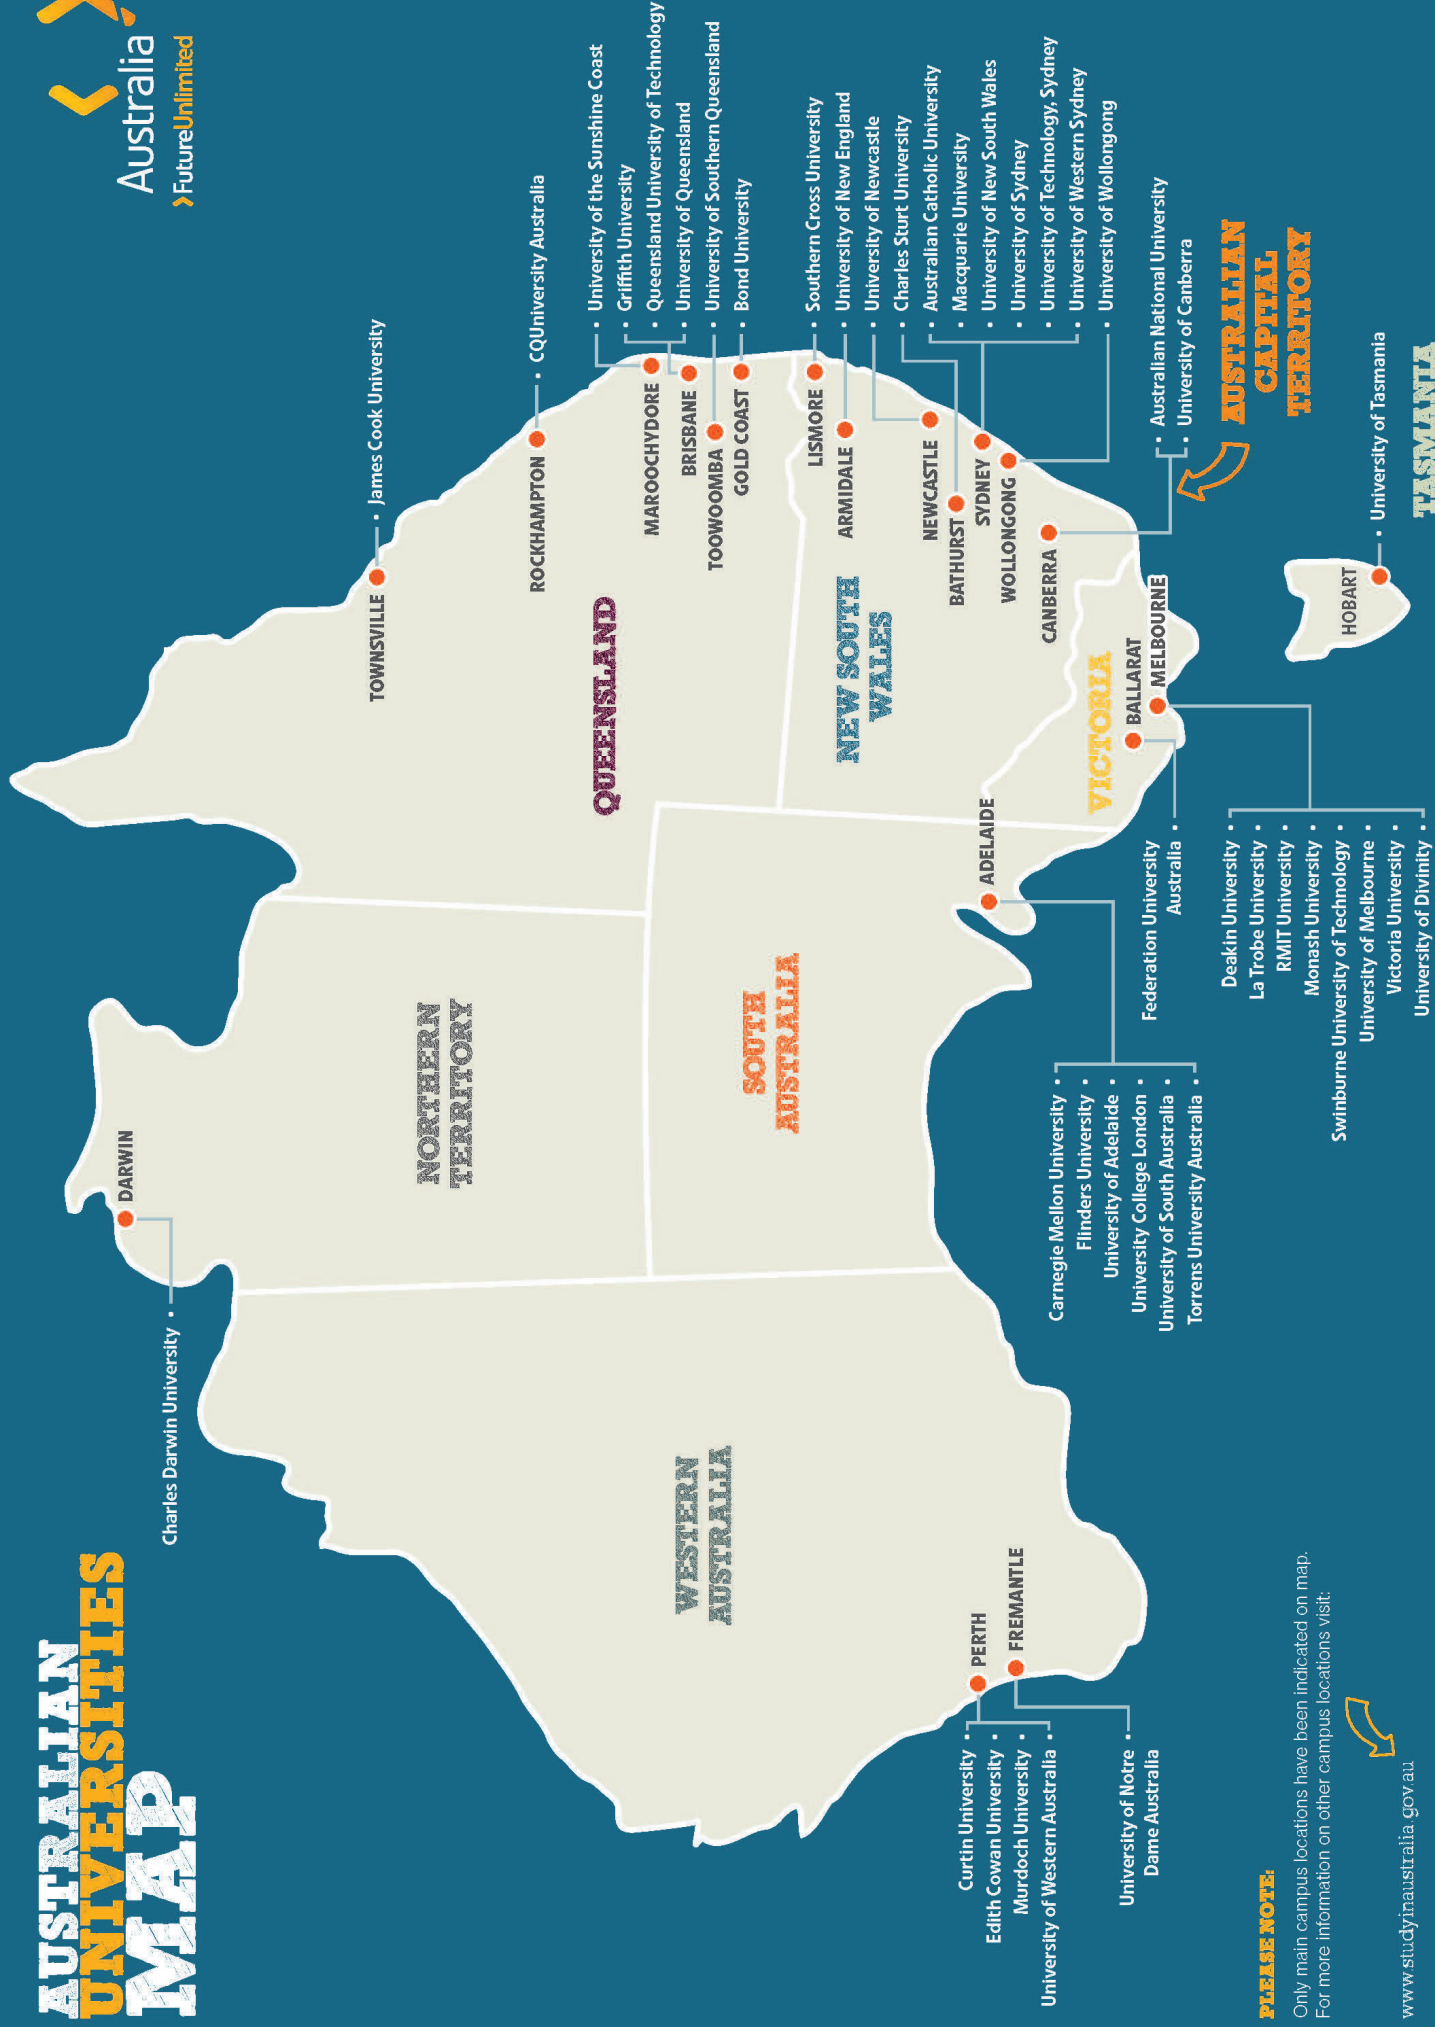 AUSTRALIAN
UNIVERSITIES
MAP
Australia
FutureUnlimited
DARWIN
Charles Darwin University
NORTHERN
TERRITORY
WESTERN
AUSTRALIA
PERTH
FREMANTLE
Curtin University
Edith Cowan University
Murdoch University
University of Western Australia
University of Notre
Dame Australia
SOUTH
AUSTRALIA
ADELAIDE
Carnegie Mellon University
Flinders University
University of Adelaide
University College London
University of South Australia
Torrens University Australia
QUEENSLAND
TOWNSVILLE
James Cook University
ROCKHAMPTON
CQUniversity Australia
MAROOCHYDORE
BRISBANE
TOOWOOMBA
GOLD COAST
University of the Sunshine Coast
Griffith University
Queensland University of Technology
University of Queensland
University of Southern Queensland
Bond University
NEW SOUTH
WALES
LISMORE
ARMIDALE
NEWCASTLE
BATHURST
SYDNEY
WOLLONGONG
CANBERRA
Southern Cross University
University of New England
University of Newcastle
Charles Sturt University
Australian Catholic University
Macquarie University
University of New South Wales
University of Sydney
University of Technology, Sydney
University of Western Sydney
University of Wollongong
Australian National University
University of Canberra
AUSTRALIAN
CAPITAL
TERRITORY
VICTORIA
BALLARAT
MELBOURNE
Federation University
Australia
Deakin University
La Trobe University
RMIT University
Monash University
Swinburne University of Technology
University of Melbourne
Victoria University
University of Divinity
HOBART
University of Tasmania
TASMANIA
PLEASE NOTE:
Only main campus locations have been indicated on map.
For more information on other campus locations visit:
www.studyinaustralia.gov.au